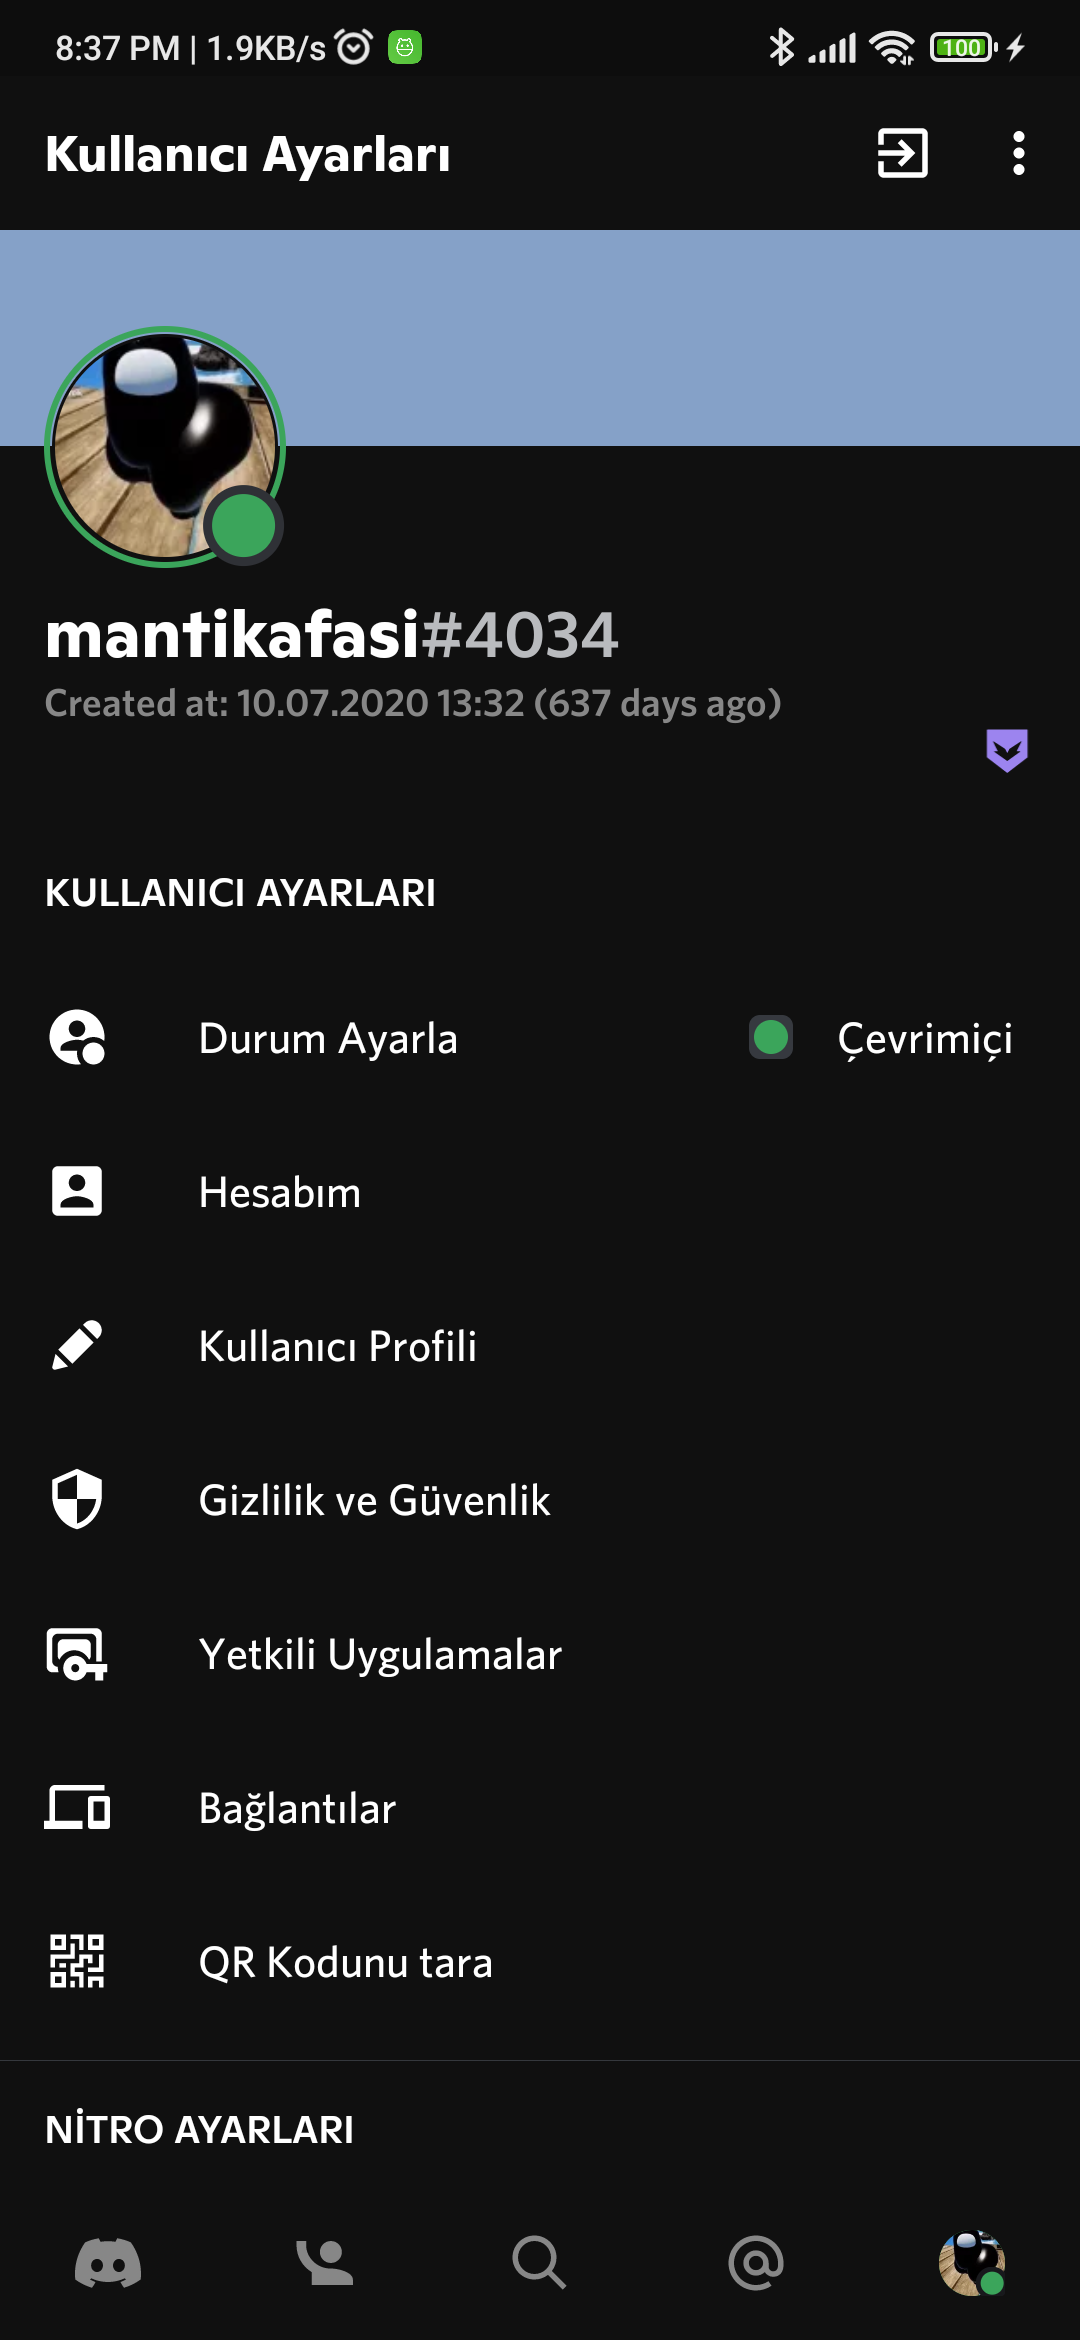 8:37 PM | 1.9KB/s 100
Kullanıcı Ayarları
mantikafasi#4034
Created at: 10.07.2020 13:32 (637 days ago)
KULLANICI AYARLARI
Durum Ayarla Çevrimiçi
Hesabım
Kullanıcı Profili
Gizlilik ve Güvenlik
Yetkili Uygulamalar
Bağlantılar
QR Kodunu tara
NİTRO AYARLARI